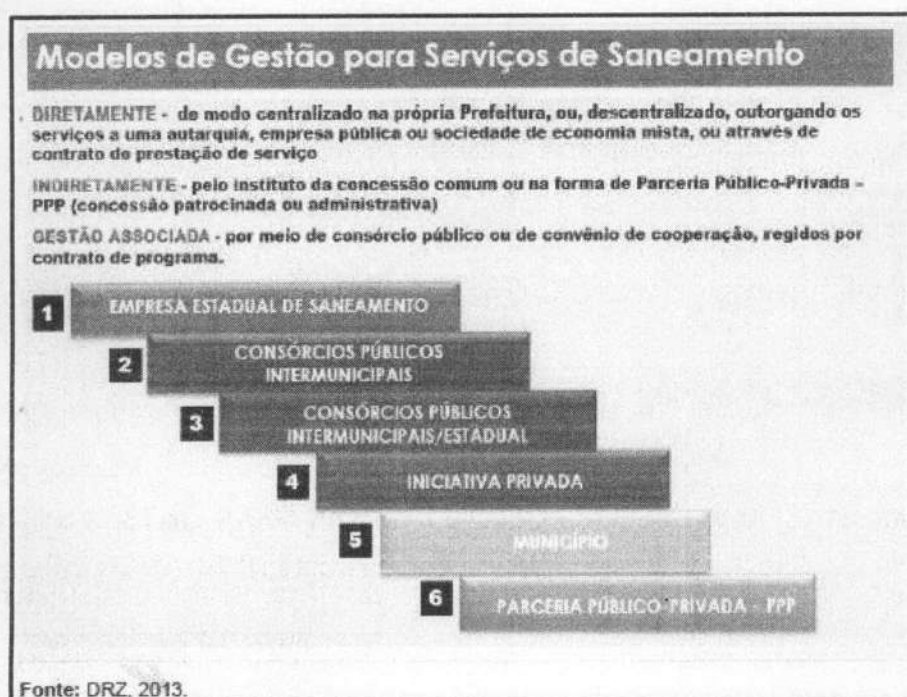 Modelos de Gestão para Serviços de Saneamento
DIRETAMENTE - de modo centralizado na própria Prefeitura, ou, descentralizado, outorgando os
serviços a uma autarquia, empresa pública ou sociedade de economia mista, ou através de
contrato de prestação de serviço
INDIRETAMENTE - pelo instituto da concessão comum ou na forma de Parceria Público-Privada –
PPP (concessão patrocinada ou administrativa)
GESTÃO ASSOCIADA - por meio de consórcio público ou de convênio de cooperação, regidos por
contrato de programa.
1 EMPRESA ESTADUAL DE SANEAMENTO
2 CONSÓRCIOS PÚBLICOS
INTERMUNICIPAIS
3 CONSÓRCIOS PÚBLICOS
INTERMUNICIPAIS/ESTADUAL
4 INICIATIVA PRIVADA
5 MUNICÍPIO
6 PARCERIA PÚBLICO-PRIVADA - PPP
Fonte: DRZ, 2013.